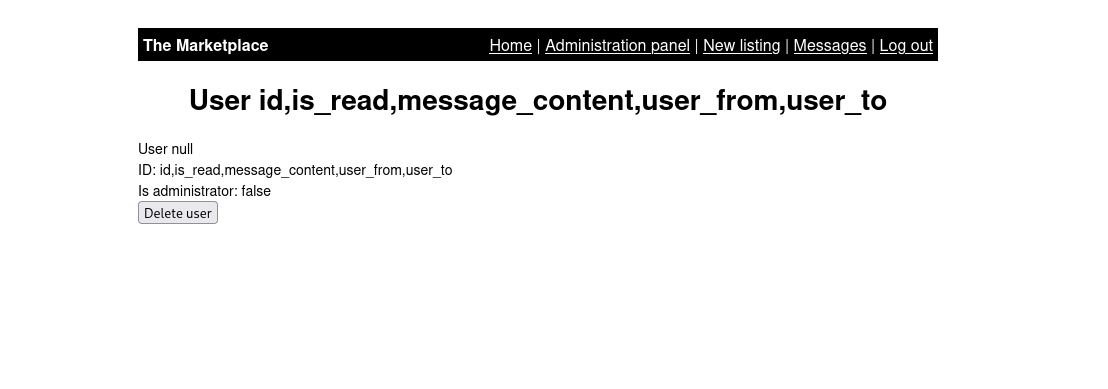 The Marketplace
Home | Administration panel | New listing | Messages | Log out
User id,is_read,message_content,user_from,user_to
User null
ID: id,is_read,message_content,user_from,user_to
Is administrator: false
Delete user